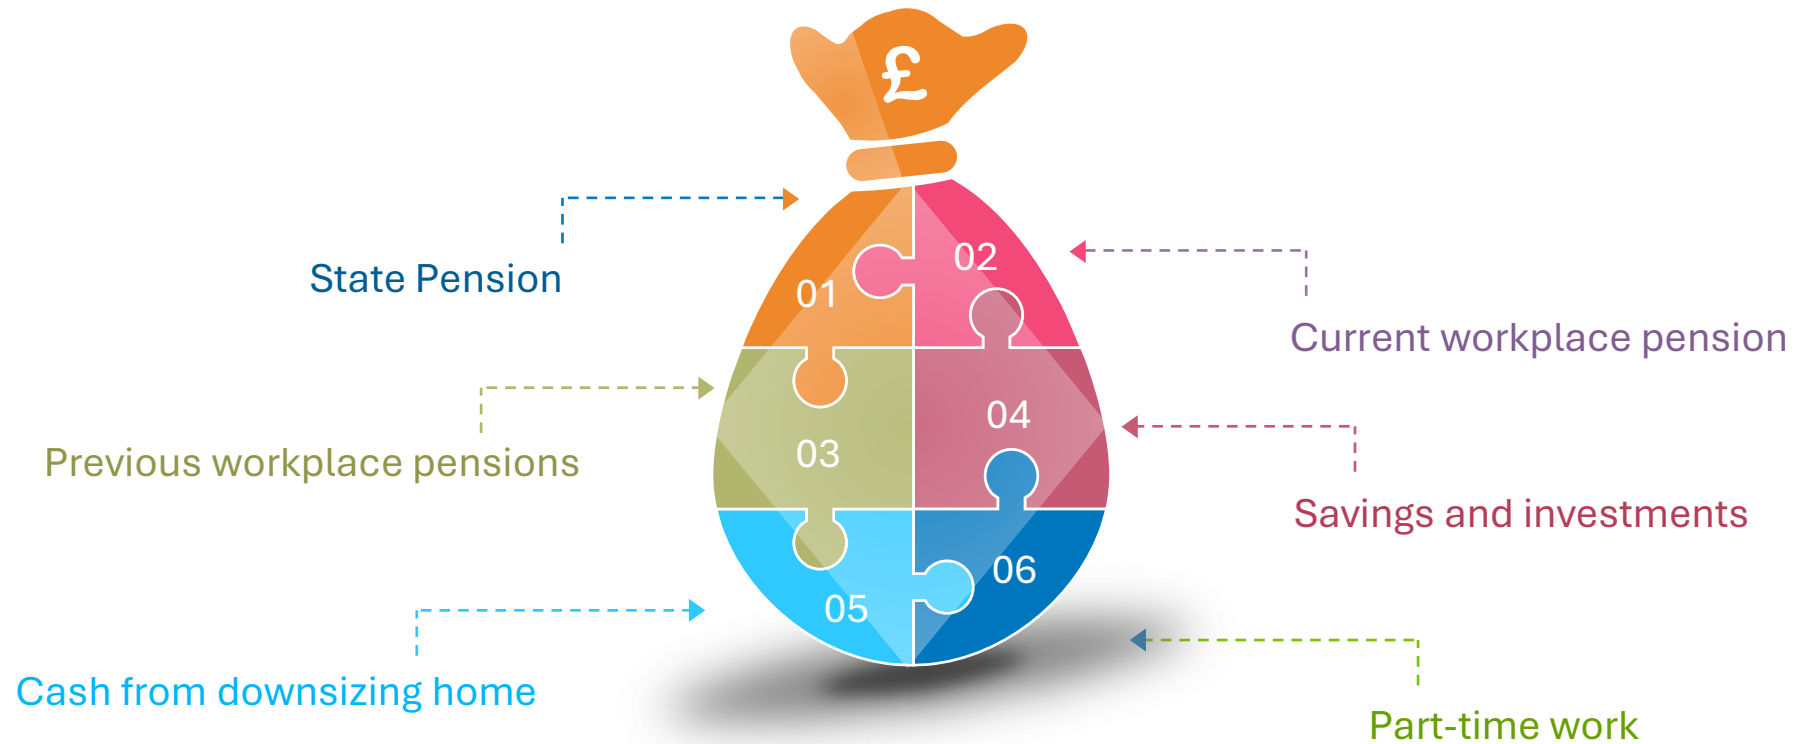 £
State Pension
01
02
Current workplace pension
Previous workplace pensions
03
04
Savings and investments
Cash from downsizing home
05
06
Part-time work